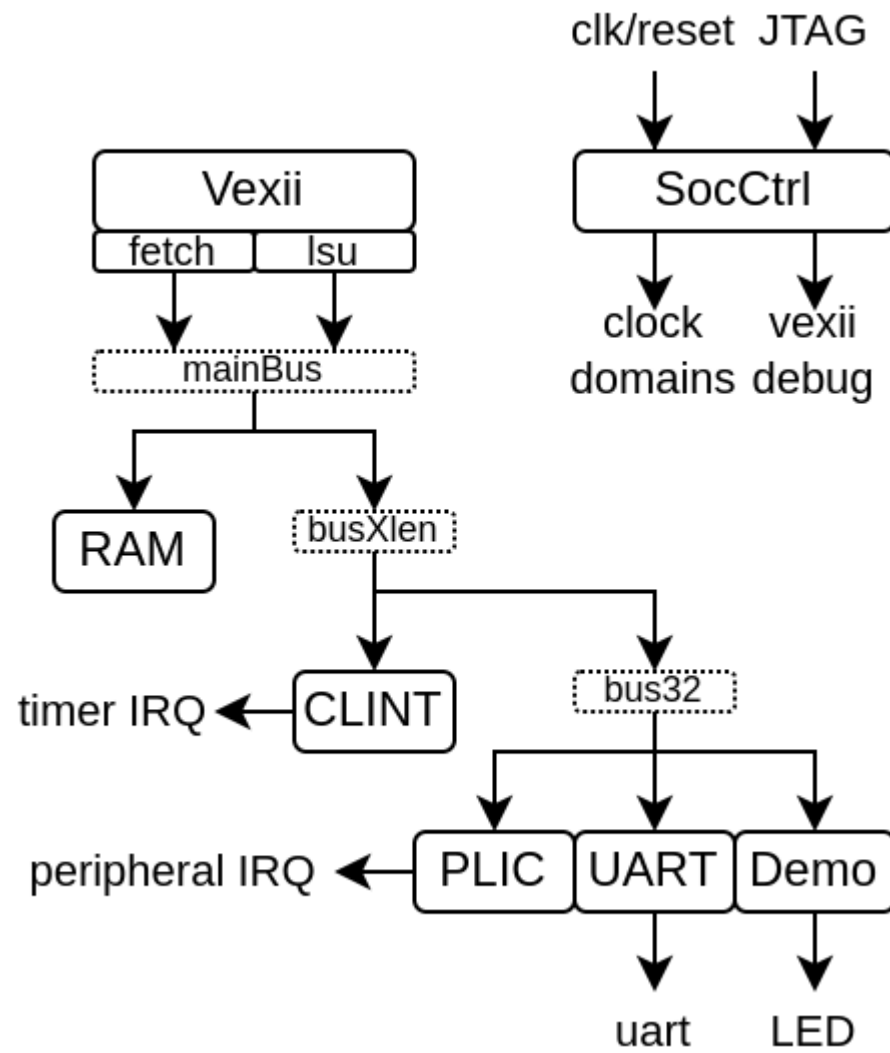 clk/reset JTAG
Vexii
SocCtrl
fetch
lsu
clock
domains
vexii
debug
mainBus
RAM
busXlen
timer IRQ
CLINT
bus32
peripheral IRQ
PLIC
UART
Demo
uart
LED